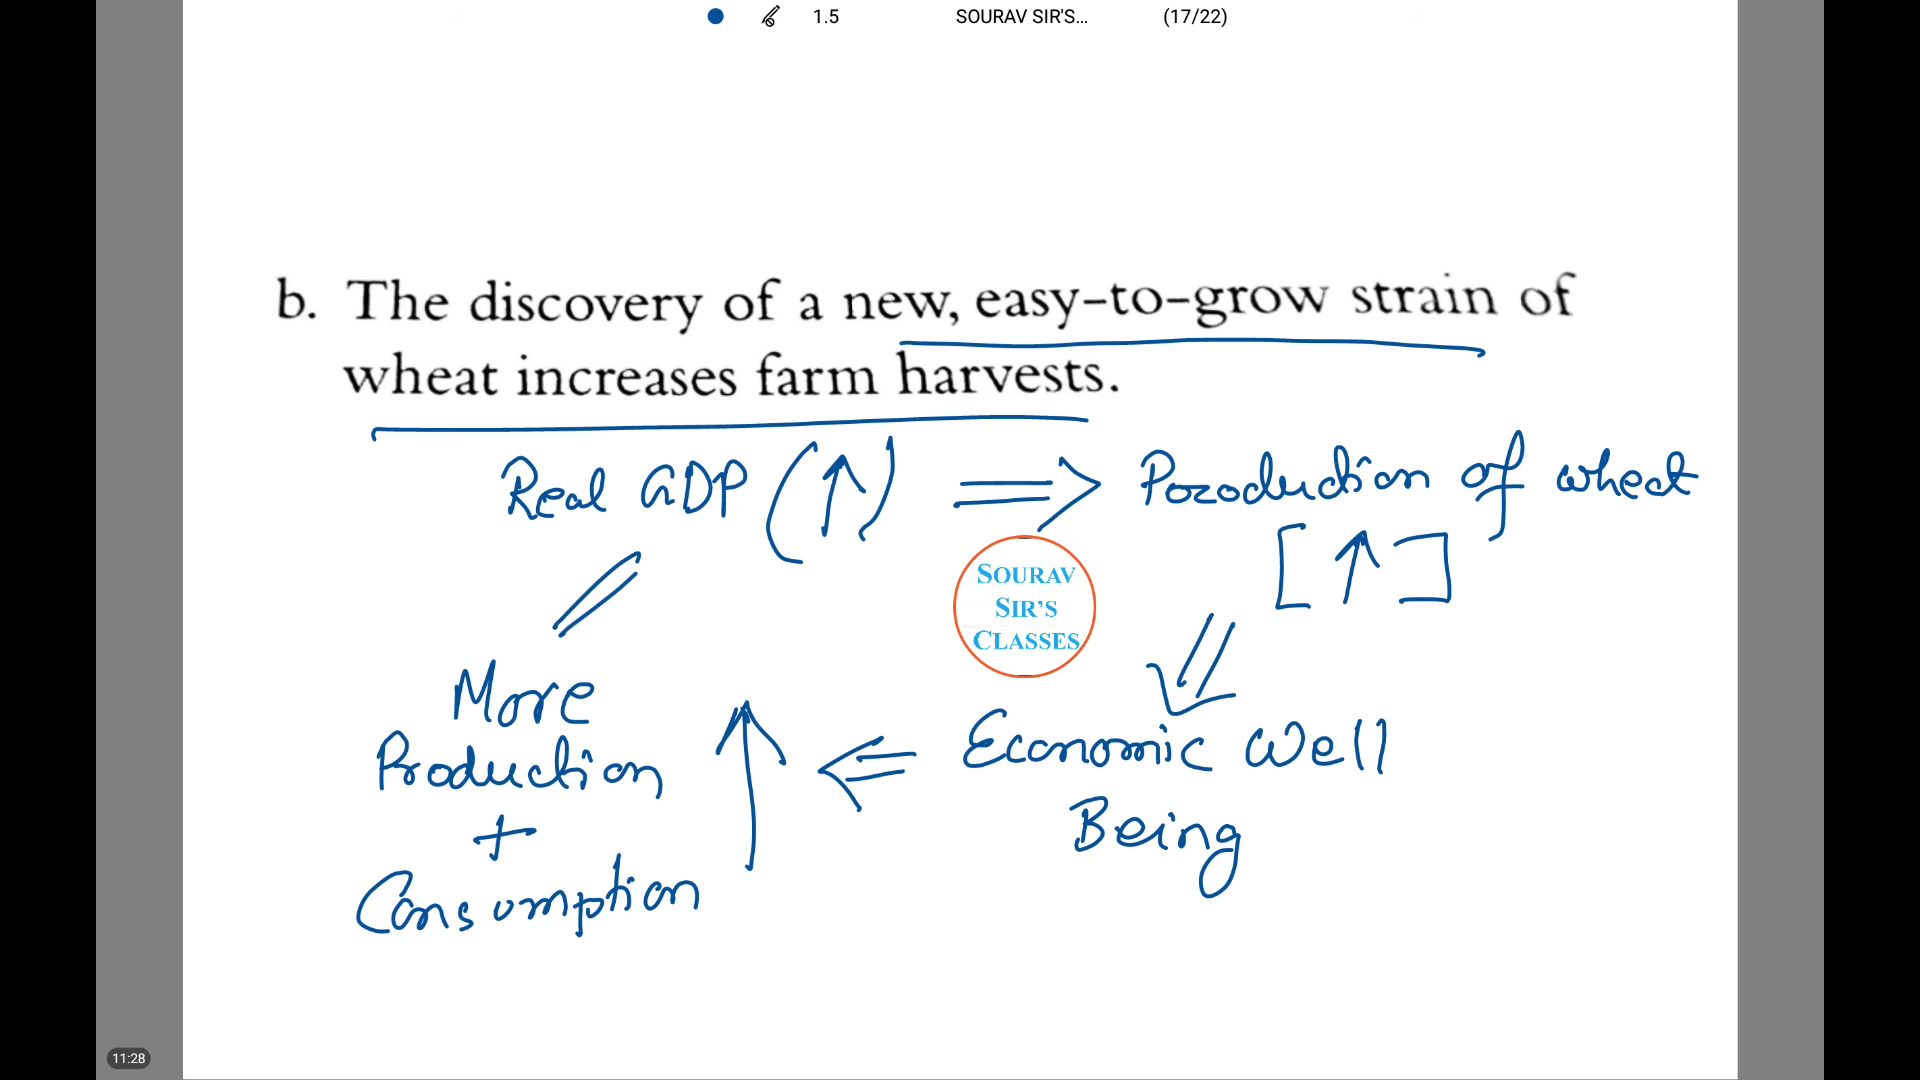 1.5 SOURAV SIR'S... (17/22)
b. The discovery of a new, easy-to-grow strain of
wheat increases farm harvests.
Real GDP (↑) ⇒ Production of wheat
[↑]
SOURAV
SIR'S
CLASSES
More
Production
+
Consumption
↑ ⇐ Economic Well
Being
11:28